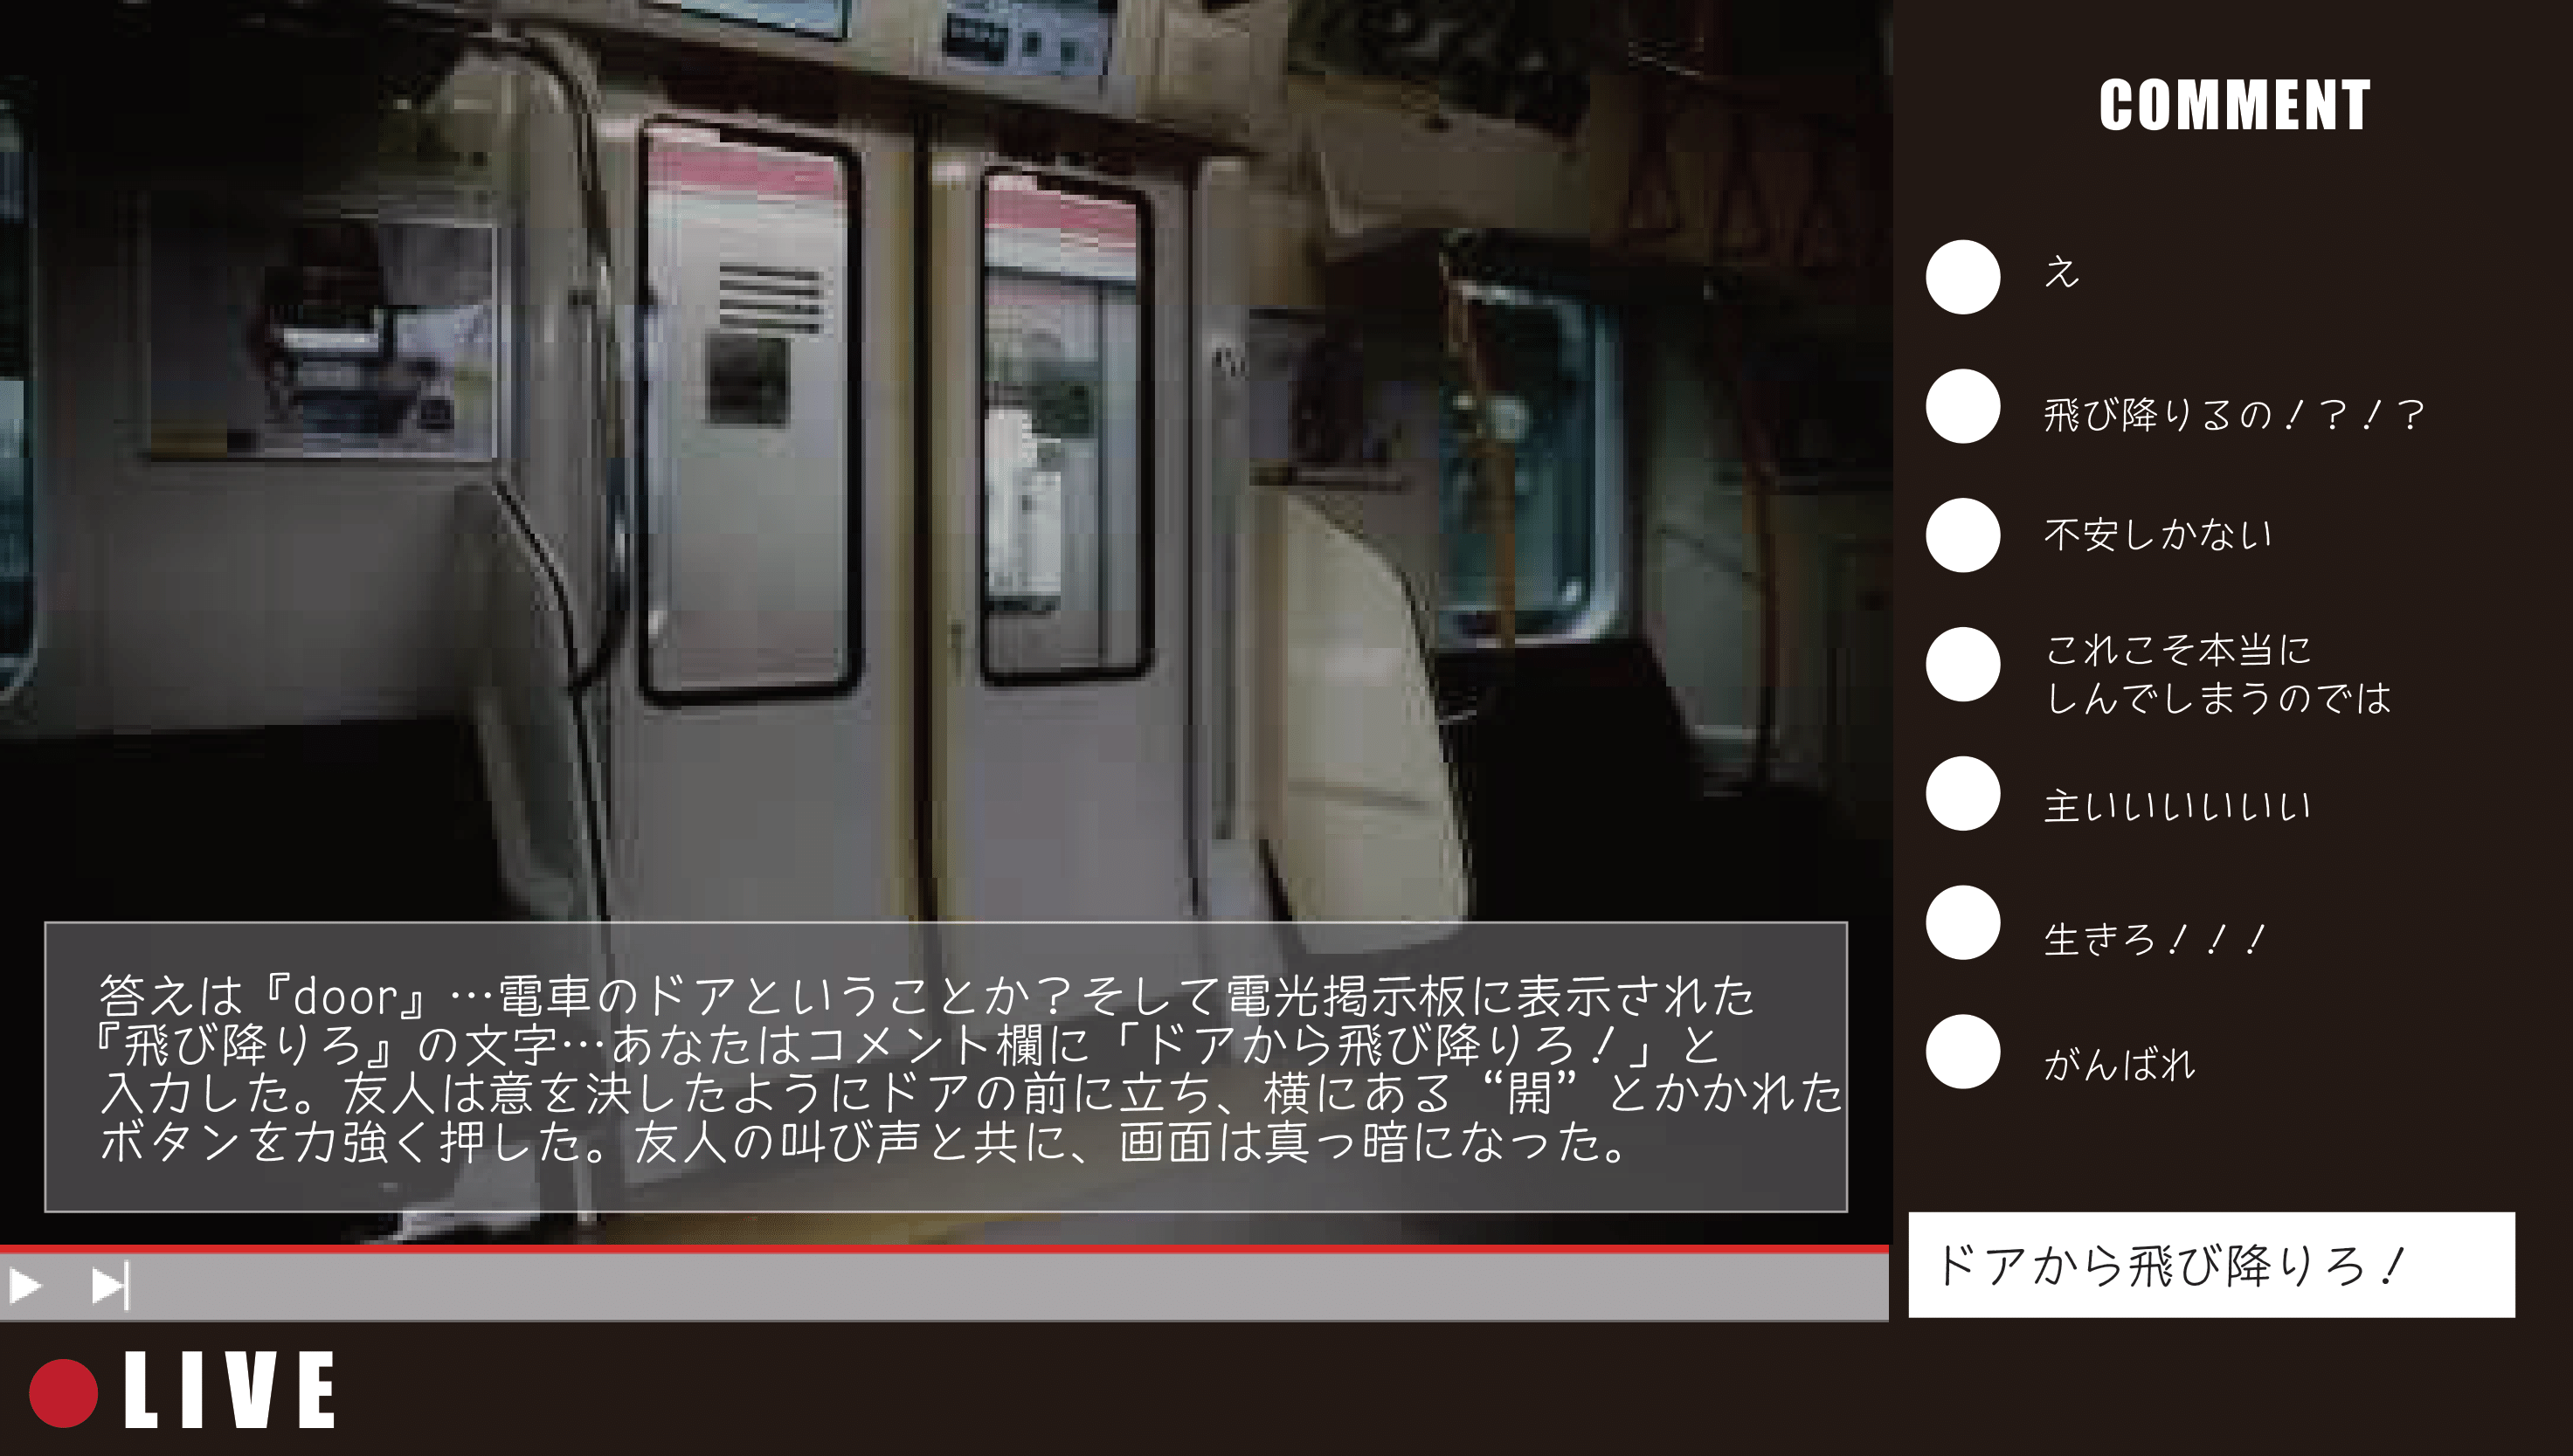 COMMENT
え
飛び降りるの！？！？
不安しかない
これこそ本当に
しんでしまうのでは
主いいいいいい
生きろ！！！
がんばれ
答えは『door』…電車のドアということか？そして電光掲示板に表示された
『飛び降りろ』の文字…あなたはコメント欄に「ドアから飛び降りろ！」と
入力した。友人は意を決したようにドアの前に立ち、横にある“開”とかかれた
ボタンを力強く押した。友人の叫び声と共に、画面は真っ暗になった。
ドアから飛び降りろ！
LIVE